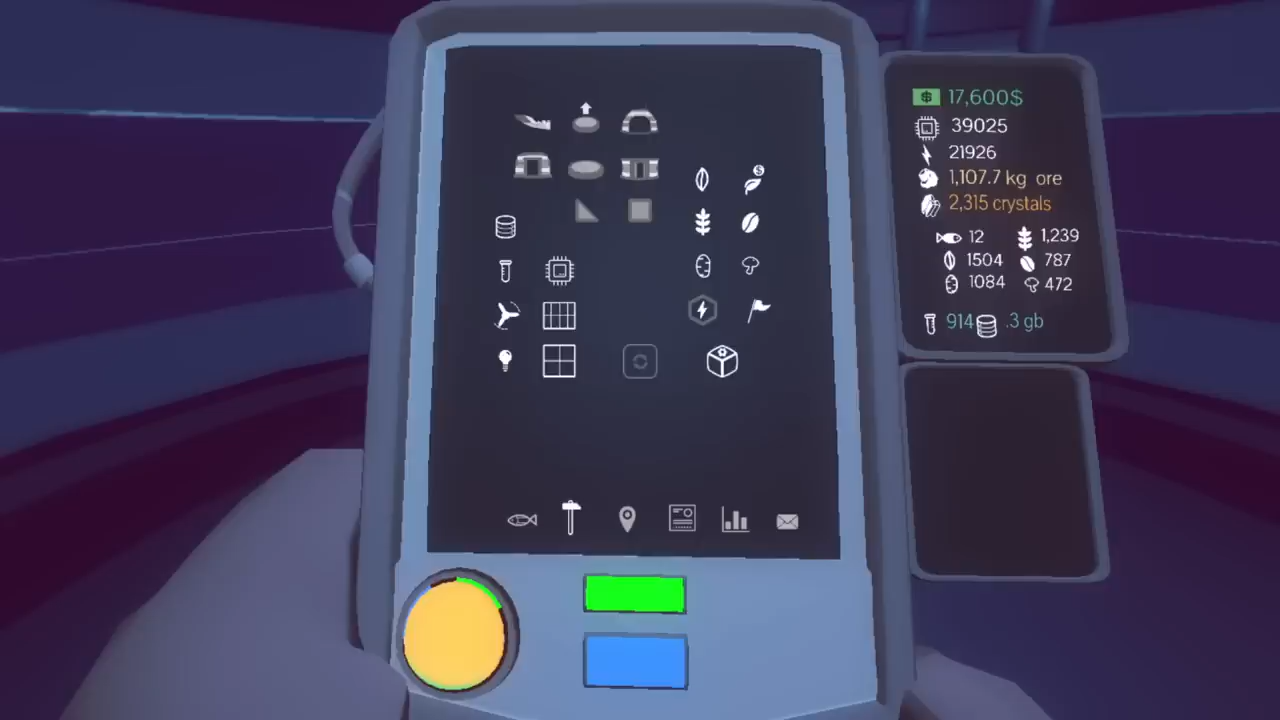 17,600$
39025
21926
1,107.7 kg ore
2,315 crystals
12 1,239
1504 787
1084 472
914 .3 gb